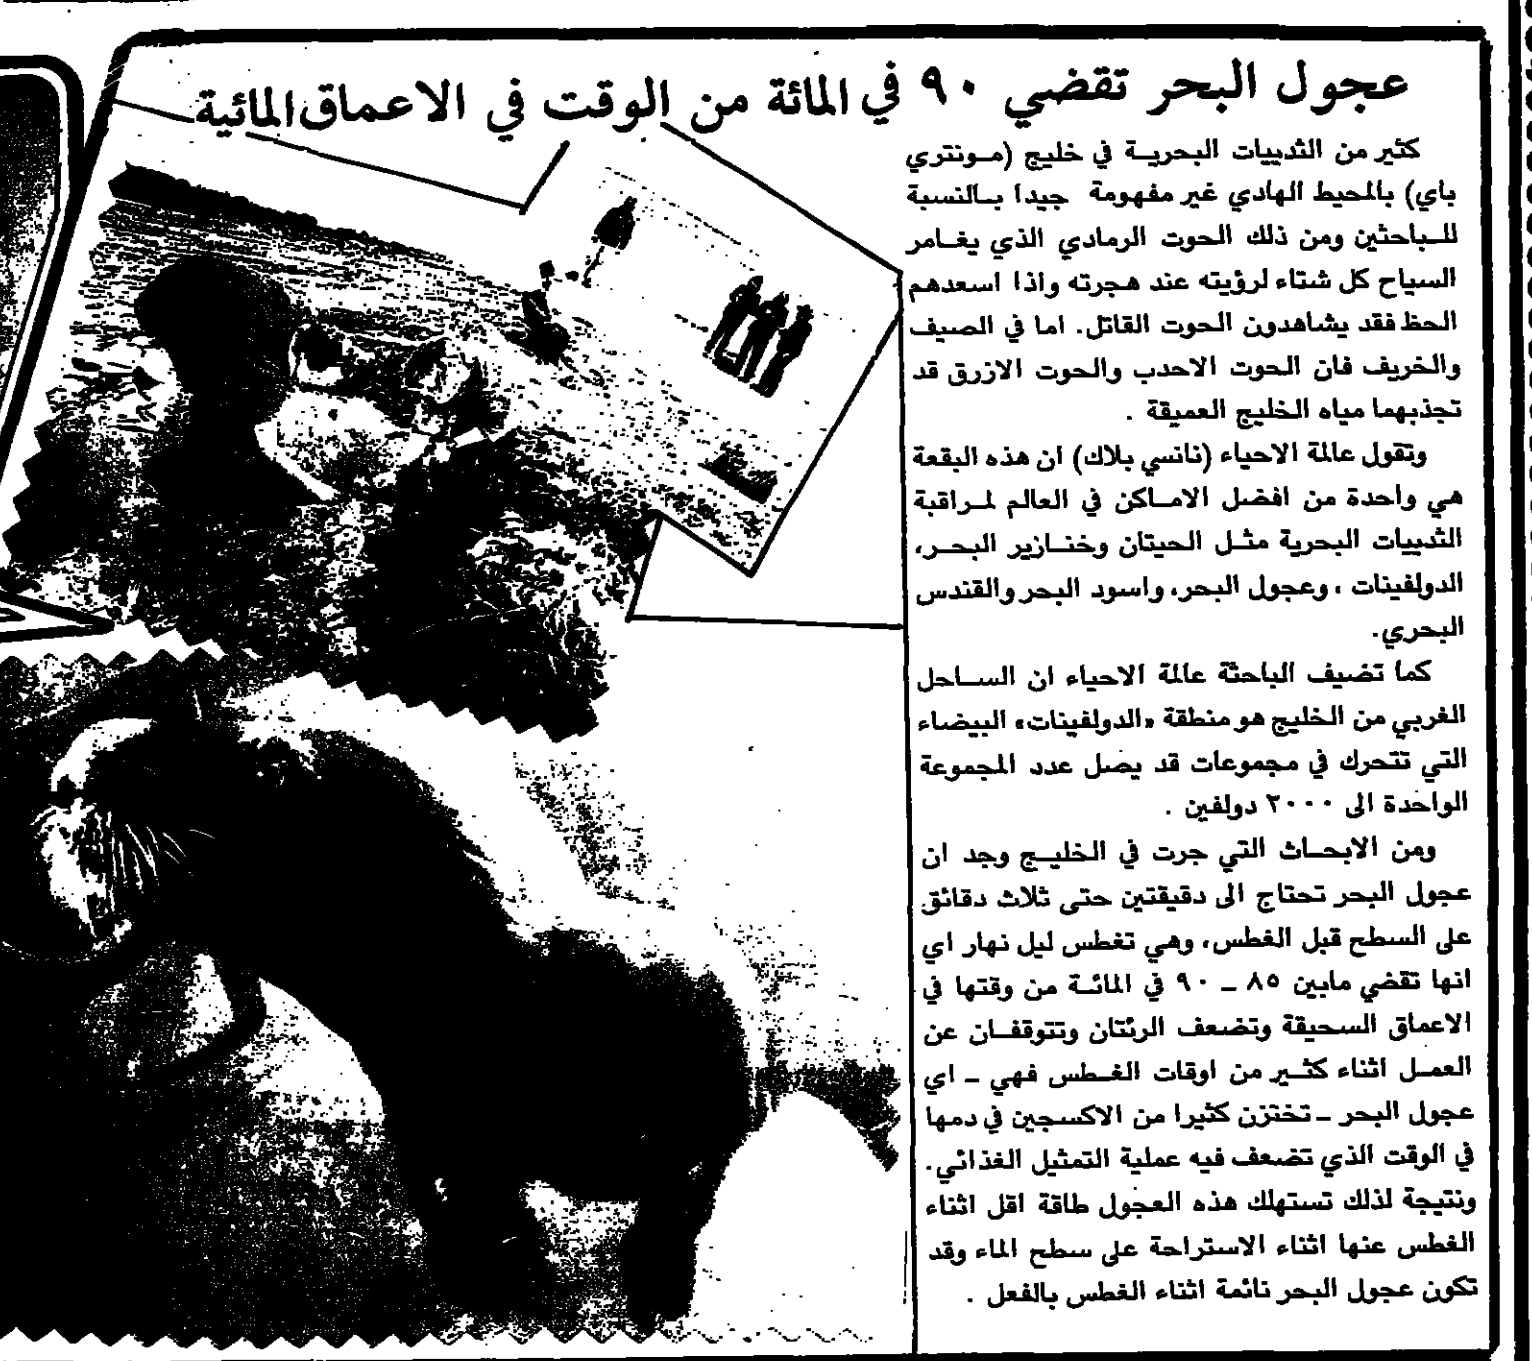 عجول البحر تقضي ٩٠ في المائة من الوقت في الاعماق المائية
كثير من الثدييات البحرية في خليج (مونتري
باي) بالمحيط الهادي غير مفهومة جيدا بالنسبة
للباحثين ومن ذلك الحوت الرمادي الذي يغامر
السياح كل شتاء لرؤيته عند هجرته واذا اسعدهم
الحظ فقد يشاهدون الحوت القاتل. اما في الصيف
والخريف فان الحوت الاحدب والحوت الازرق قد
تجذبهما مياه الخليج العميقة .
وتقول عالمة الاحياء (نانسي بلاك) ان هذه البقعة
هي واحدة من افضل الاماكن في العالم لمراقبة
الثدييات البحرية مثل الحيتان وخنازير البحر،
الدولفينات ، وعجول البحر، واسود البحر والقندس
البحري.
كما تضيف الباحثة عالمة الاحياء ان الساحل
الغربي من الخليج هو منطقة «الدولفينات» البيضاء
التي تتحرك في مجموعات قد يصل عدد المجموعة
الواحدة الى ٢٠٠٠ دولفين .
ومن الابحاث التي جرت في الخليج وجد ان
عجول البحر تحتاج الى دقيقتين حتى ثلاث دقائق
على السطح قبل الغطس، وهي تغطس ليل نهار اي
انها تقضي مابين ٨٥ ــ ٩٠ في المائة من وقتها في
الاعماق السحيقة وتضعف الرئتان وتتوقفان عن
العمل اثناء كثير من اوقات الغطس فهي ــ اي
عجول البحر ــ تختزن كثيرا من الاكسجين في دمها
في الوقت الذي تضعف فيه عملية التمثيل الغذائي.
ونتيجة لذلك تستهلك هذه العجول طاقة اقل اثناء
الغطس عنها اثناء الاستراحة على سطح الماء وقد
تكون عجول البحر نائمة اثناء الغطس بالفعل .